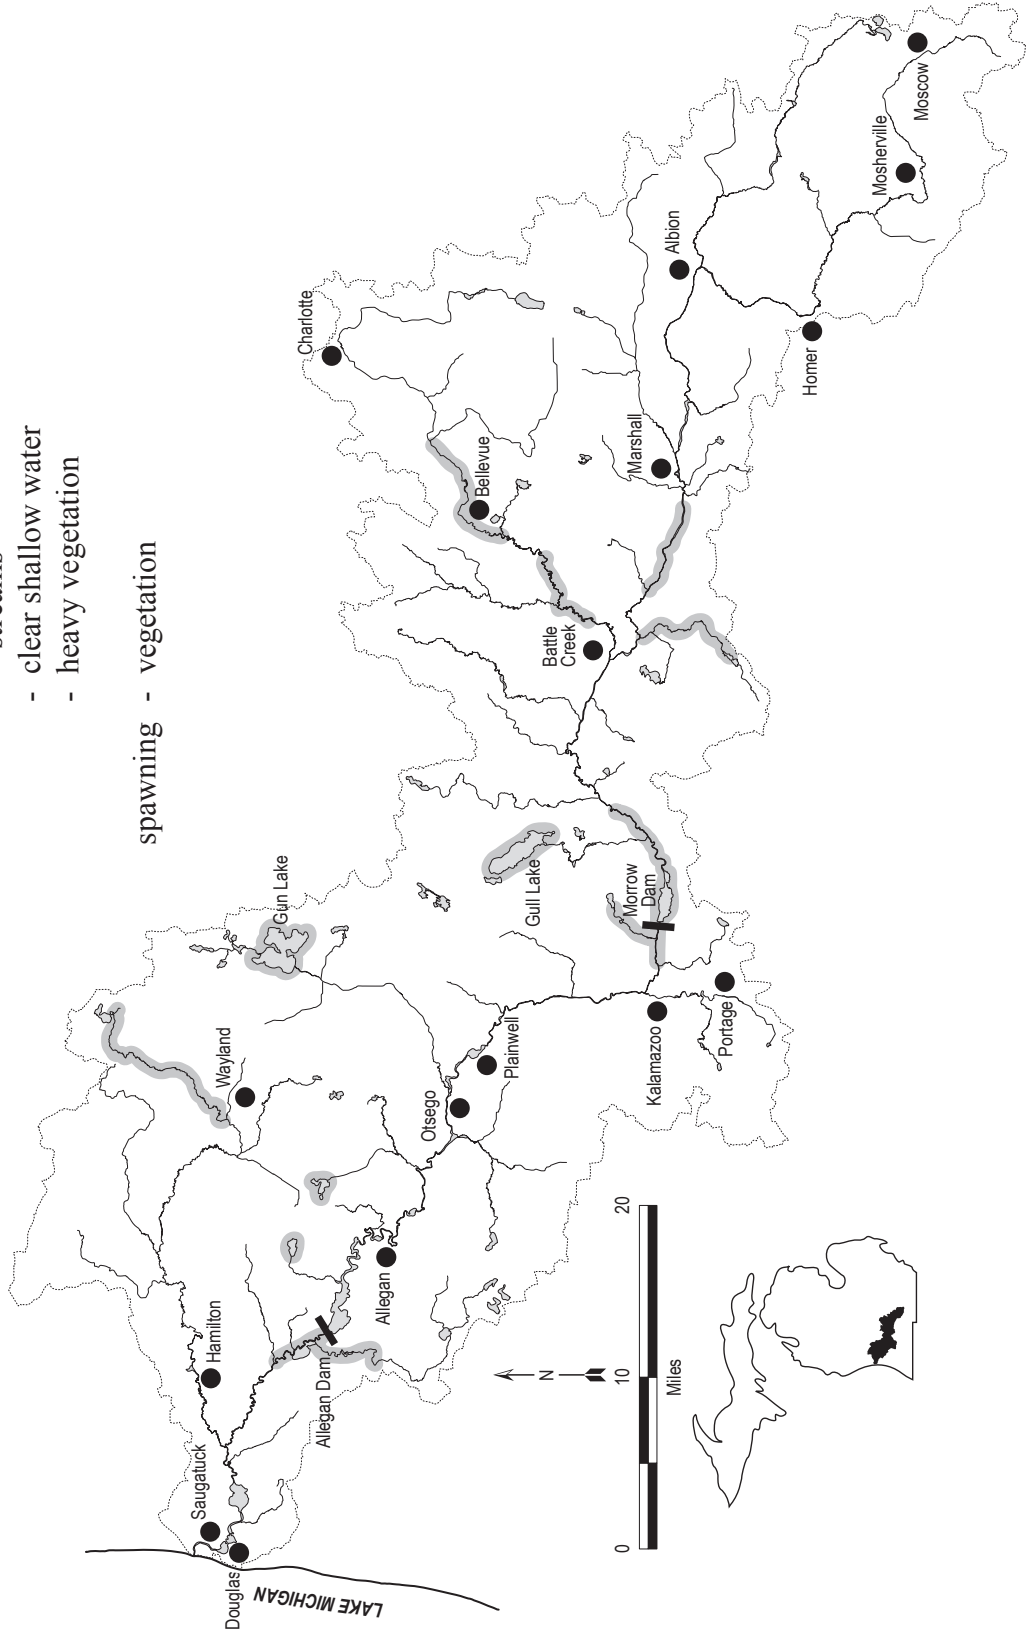 streams
- clear shallow water
- heavy vegetation
spawning - vegetation
Charlotte
Bellevue
Battle
Creek
Marshall
Albion
Homer
Mosherville
Moscow
Gun Lake
Gull Lake
Morrow
Dam
Wayland
Otsego
Plainwell
Kalamazoo
Portage
Hamilton
Allegan
Allegan Dam
Saugatuck
Douglas
LAKE MICHIGAN
N
0 10 20
Miles